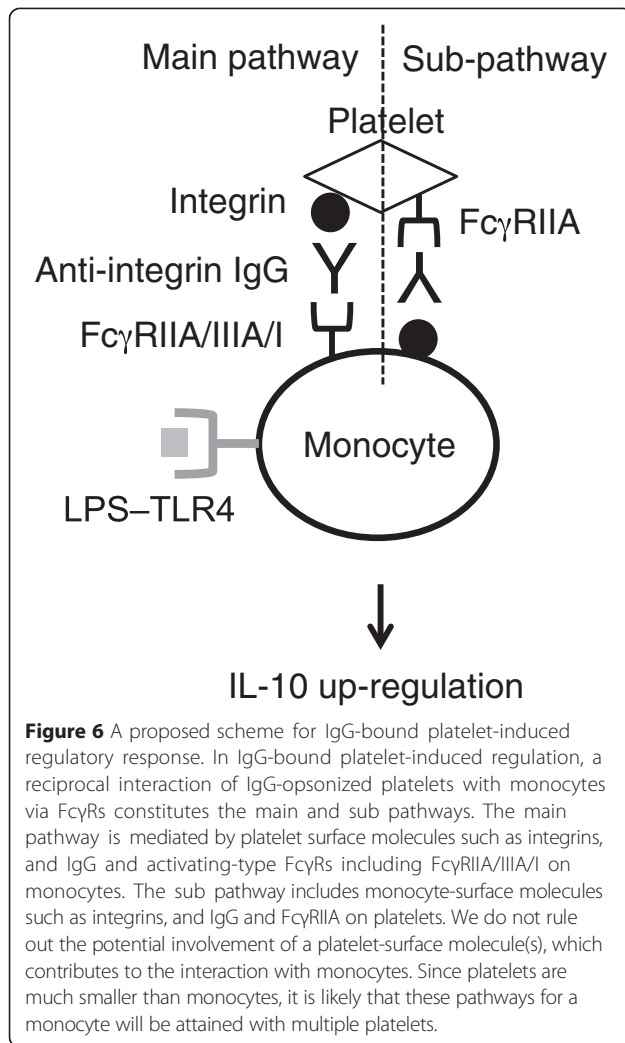 Main pathway
Sub-pathway
Platelet
Integrin
FcγRIIA
Anti-integrin IgG
FcγRIIA/IIIA/I
Monocyte
LPS–TLR4
IL-10 up-regulation
Figure 6 A proposed scheme for IgG-bound platelet-induced
regulatory response. In IgG-bound platelet-induced regulation, a
reciprocal interaction of IgG-opsonized platelets with monocytes
via FcγRs constitutes the main and sub pathways. The main
pathway is mediated by platelet surface molecules such as integrins,
and IgG and activating-type FcγRs including FcγRIIA/IIIA/I on
monocytes. The sub pathway includes monocyte-surface molecules
such as integrins, and IgG and FcγRIIA on platelets. We do not rule
out the potential involvement of a platelet-surface molecule(s), which
contributes to the interaction with monocytes. Since platelets are
much smaller than monocytes, it is likely that these pathways for a
monocyte will be attained with multiple platelets.